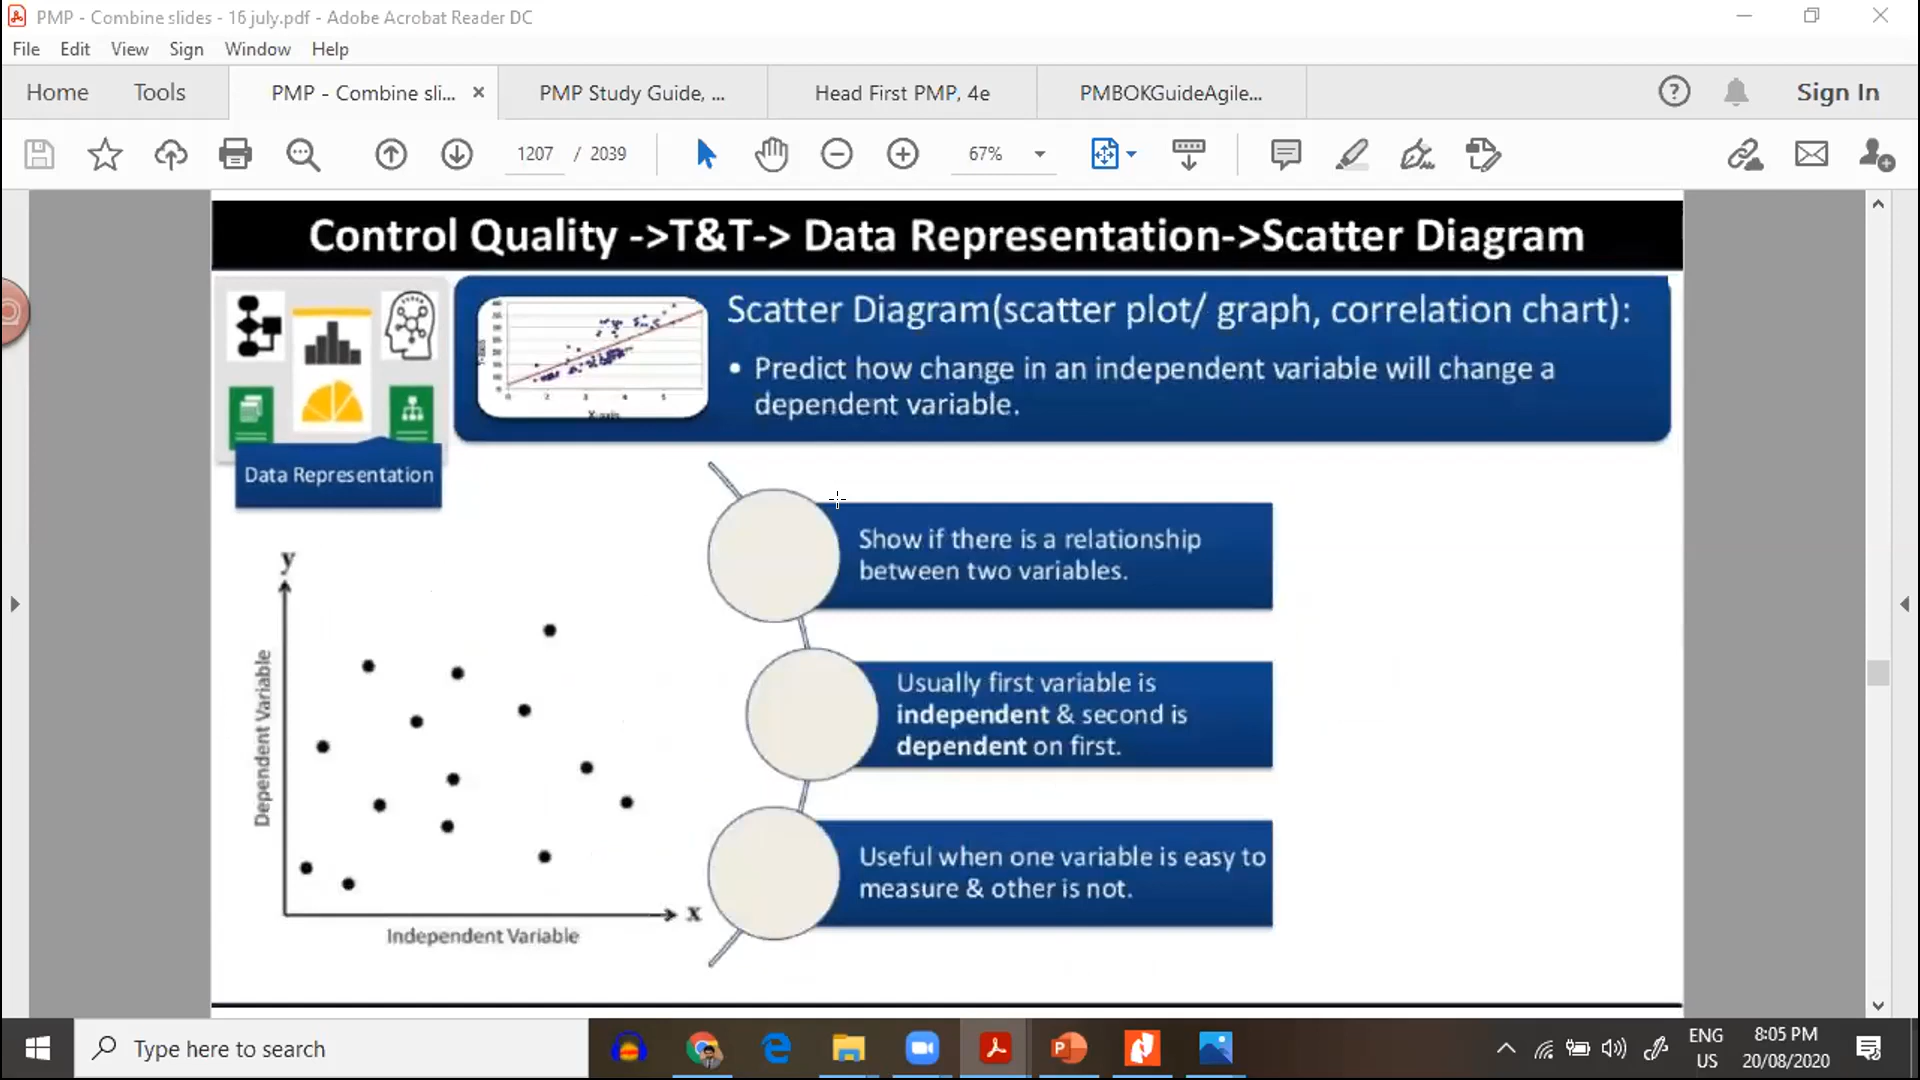 PMP - Combine slides - 16 july.pdf - Adobe Acrobat Reader DC
File Edit View Sign Window Help
Home Tools PMP - Combine sli... PMP Study Guide, ... Head First PMP, 4e PMBOKGuideAgile... Sign In
1207 / 2039 67%
Control Quality ->T&T-> Data Representation->Scatter Diagram
Scatter Diagram(scatter plot/ graph, correlation chart):
• Predict how change in an independent variable will change a
dependent variable.
X-axis
Data Representation
Show if there is a relationship
between two variables.
Usually first variable is
independent & second is
dependent on first.
Useful when one variable is easy to
measure & other is not.
y
Dependent Variable
x
Independent Variable
Type here to search
ENG
US
8:05 PM
20/08/2020